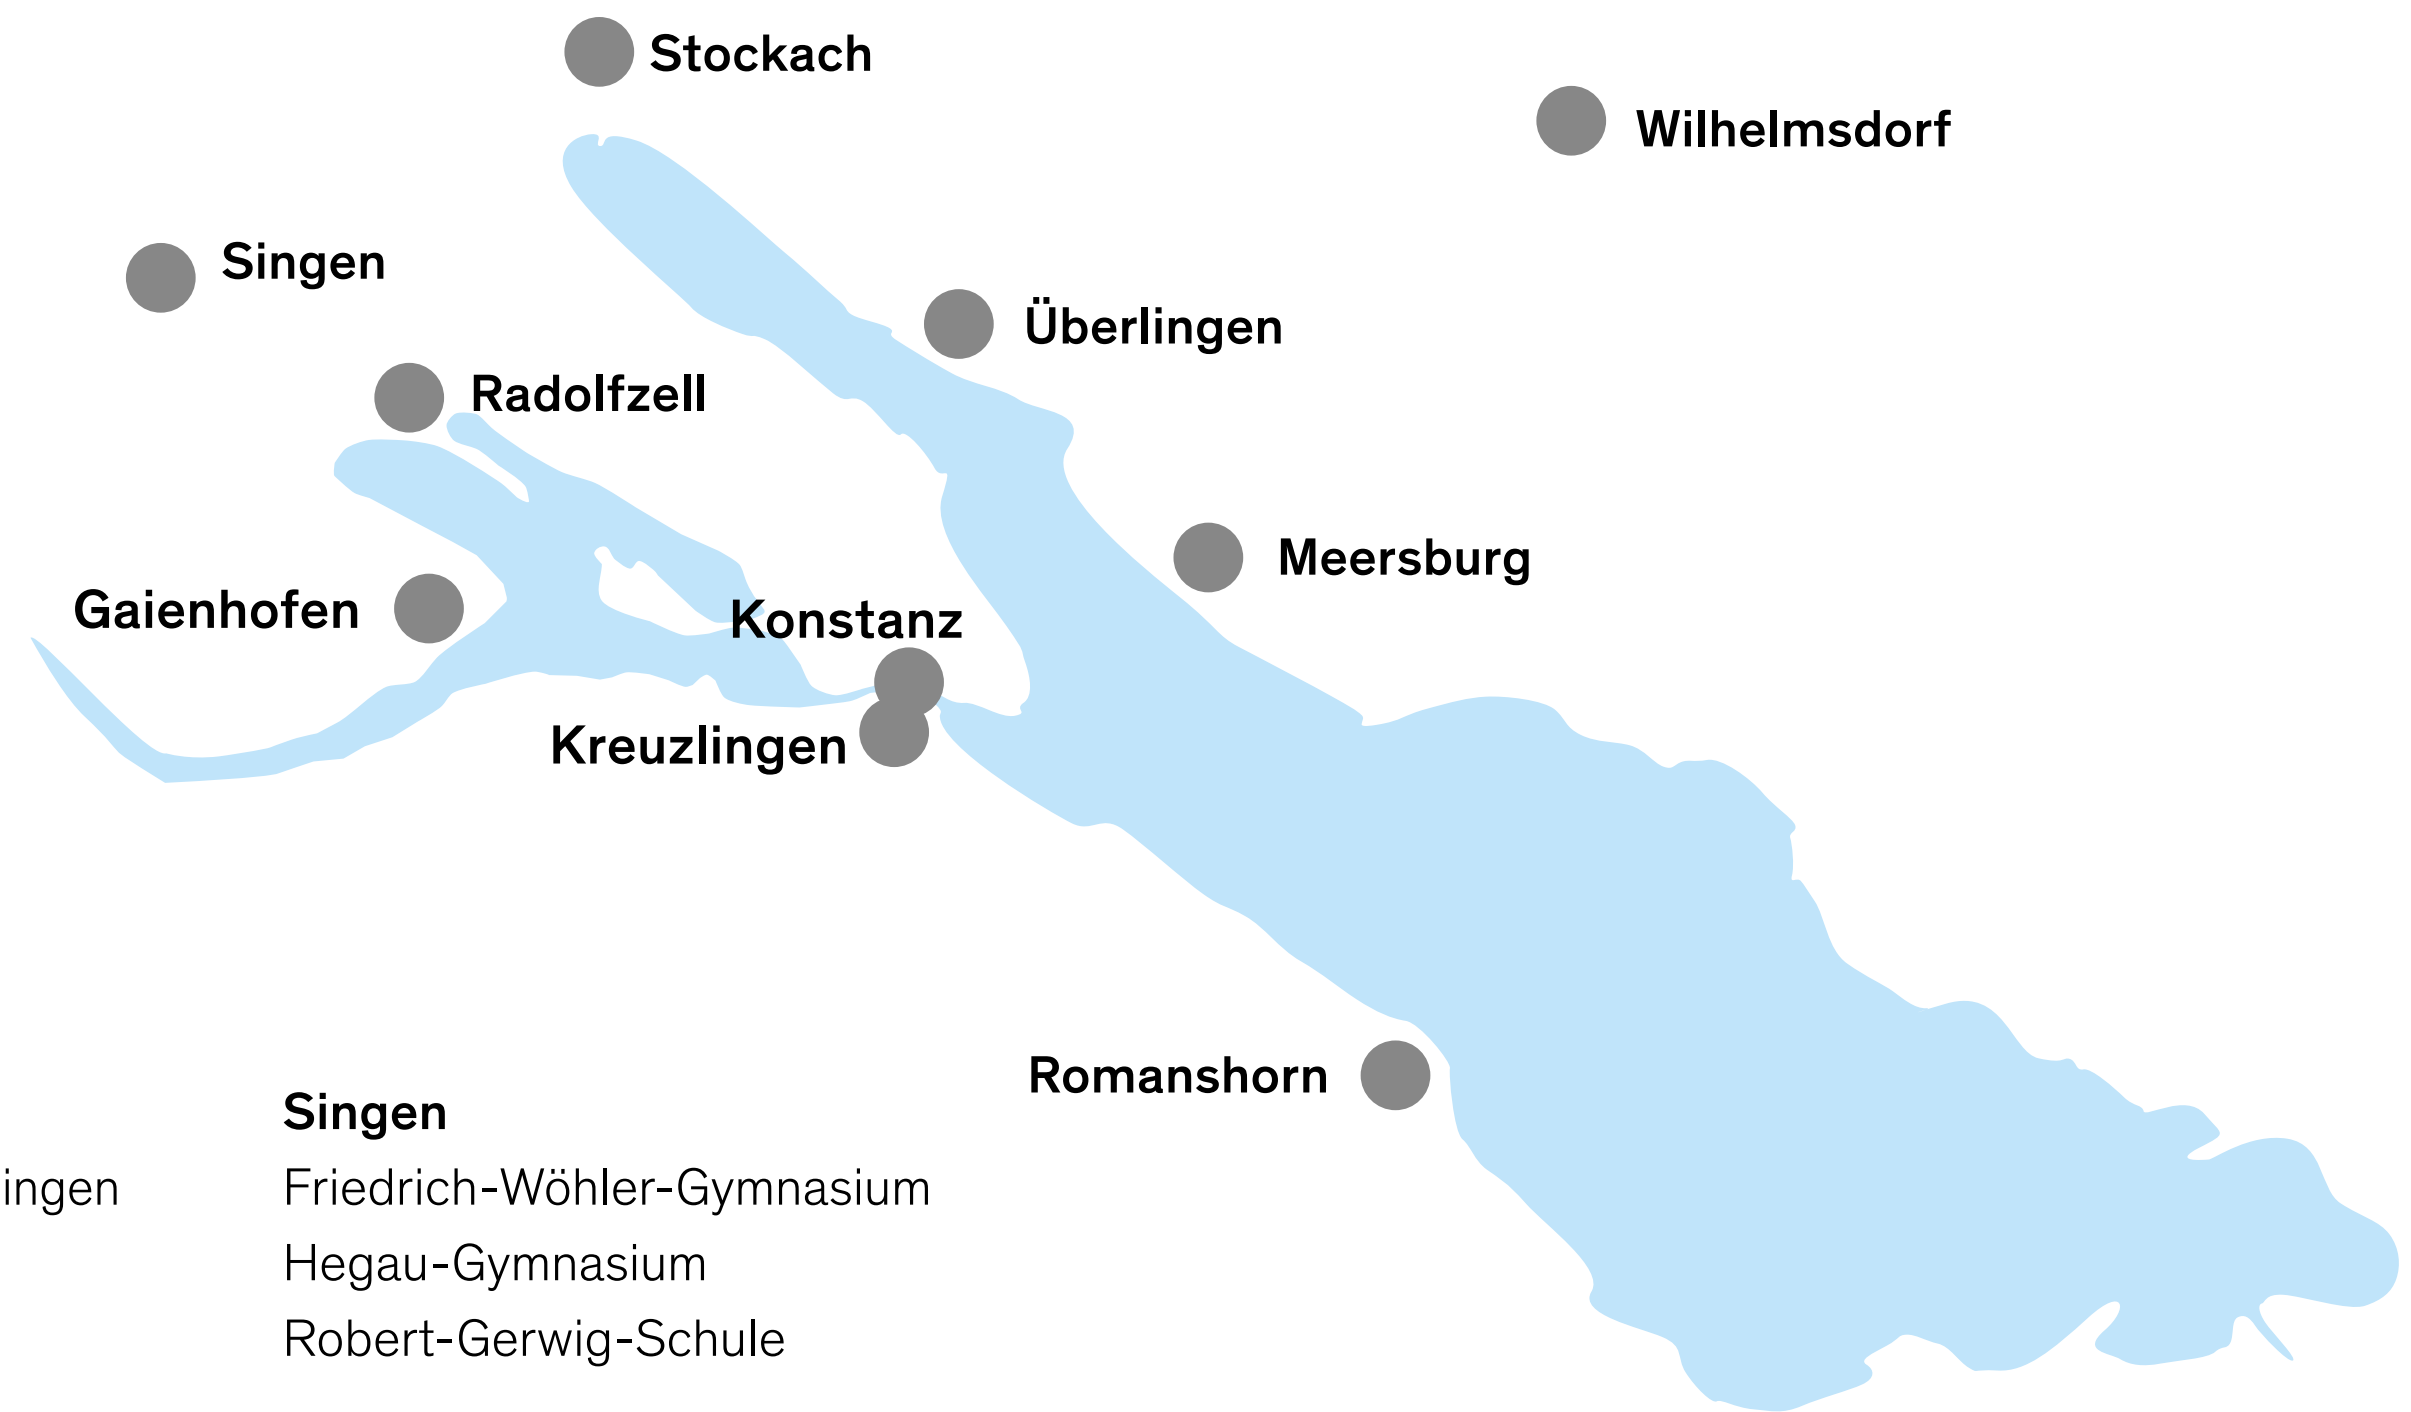 Stockach
Wilhelmsdorf
Singen
Überlingen
Radolfzell
Meersburg
Gaienhofen
Konstanz
Kreuzlingen
Romanshorn
Singen
ingen
Friedrich-Wöhler-Gymnasium
Hegau-Gymnasium
Robert-Gerwig-Schule